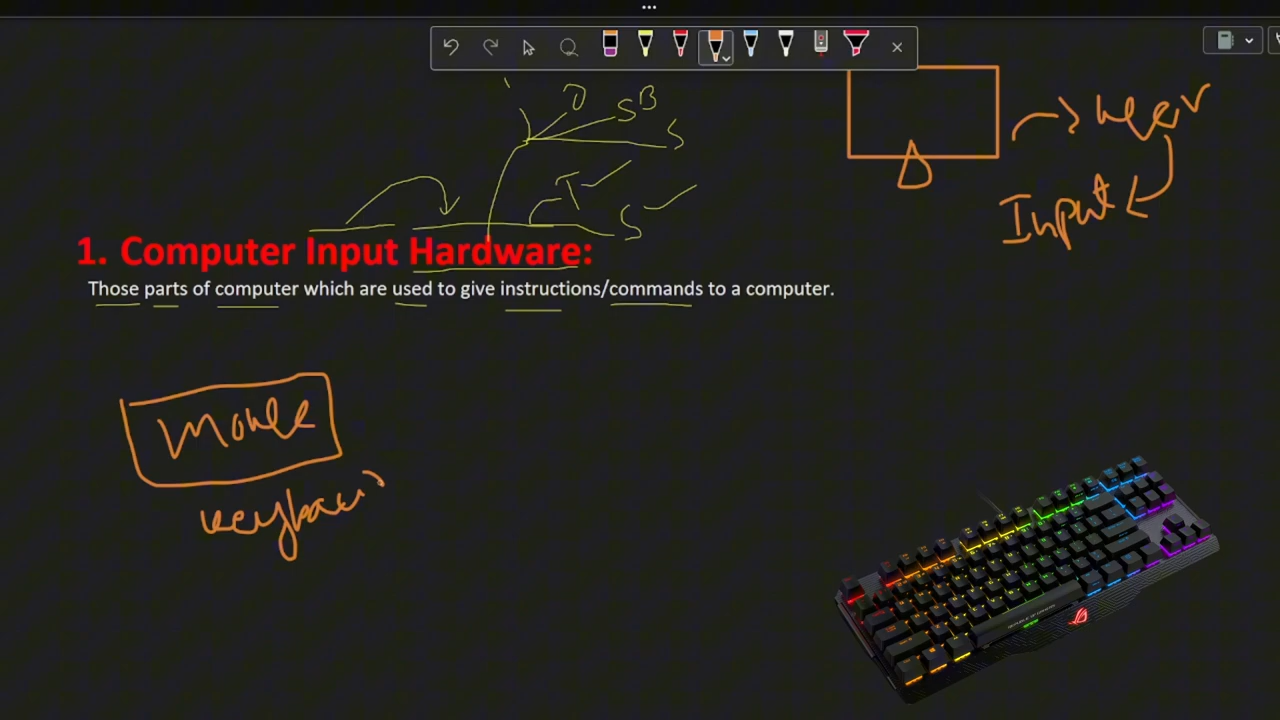 D
S B
S
T
S
user
Input
1. Computer Input Hardware:
Those parts of computer which are used to give instructions/commands to a computer.
mouse